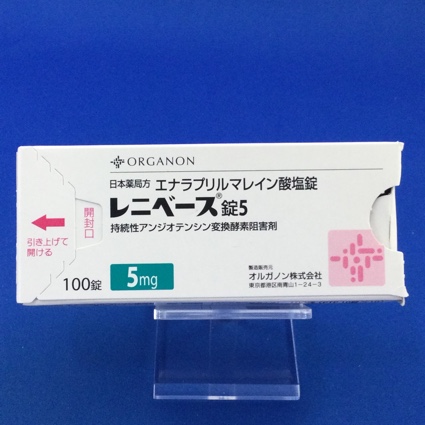 ORGANON
日本薬局方 エナラプリルマレイン酸塩錠
レニベース®錠5
持続性アンジオテンシン変換酵素阻害剤
開封口
引き上げて
開ける
100錠 5mg
製造販売元
オルガノン株式会社
東京都港区南青山1-24-3